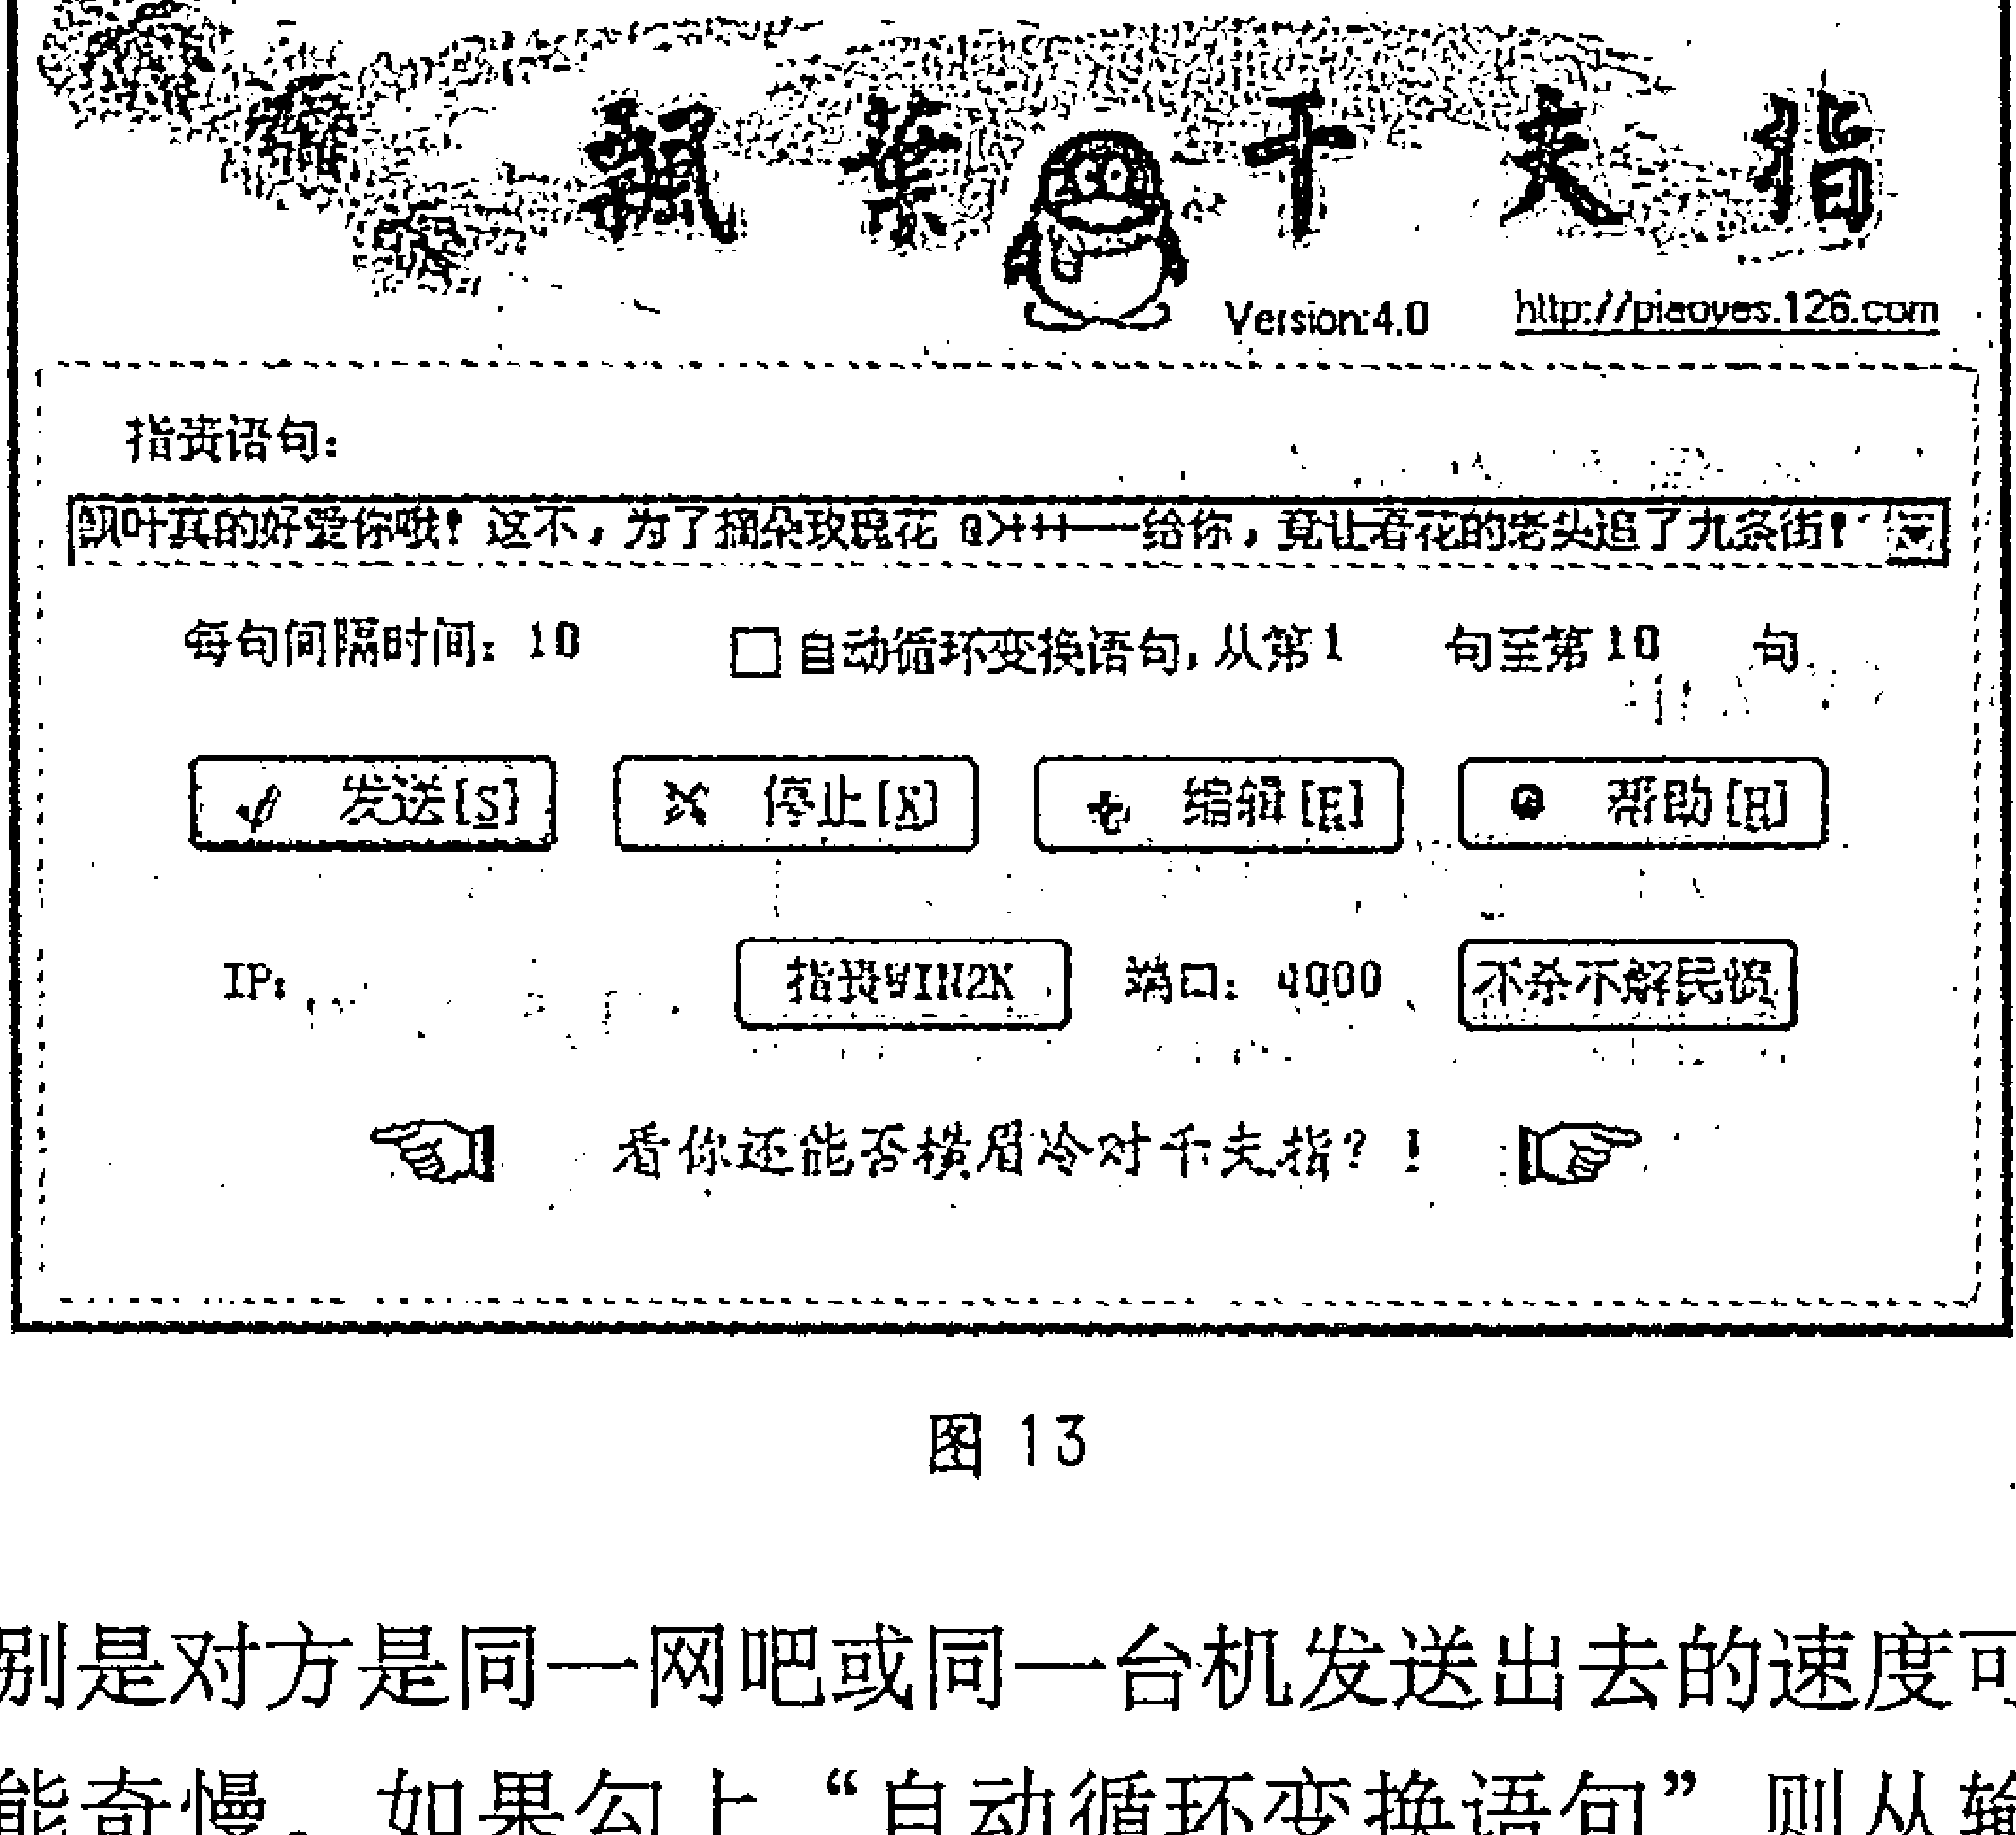 飄葉千夫指
Version:4.0 http://piaoyes.126.com
指责语句:
飘叶真的好爱你哦! 这不,为了摘朵玫瑰花 @>+++——给你,竟让看花的老头追了九条街!
每句间隔时间: 10 自动循环变换语句,从第1 句至第10 句
发送[S] 停止[X] 编辑[E] 帮助[H]
IP: 指责WIN2K 端口: 4000 不杀不解民愤
看你还能否横眉冷对千夫指?!
图 13
别是对方是同一网吧或同一台机发送出去的速度可
能奇慢。如果勾上“自动循环变换语句”则从输